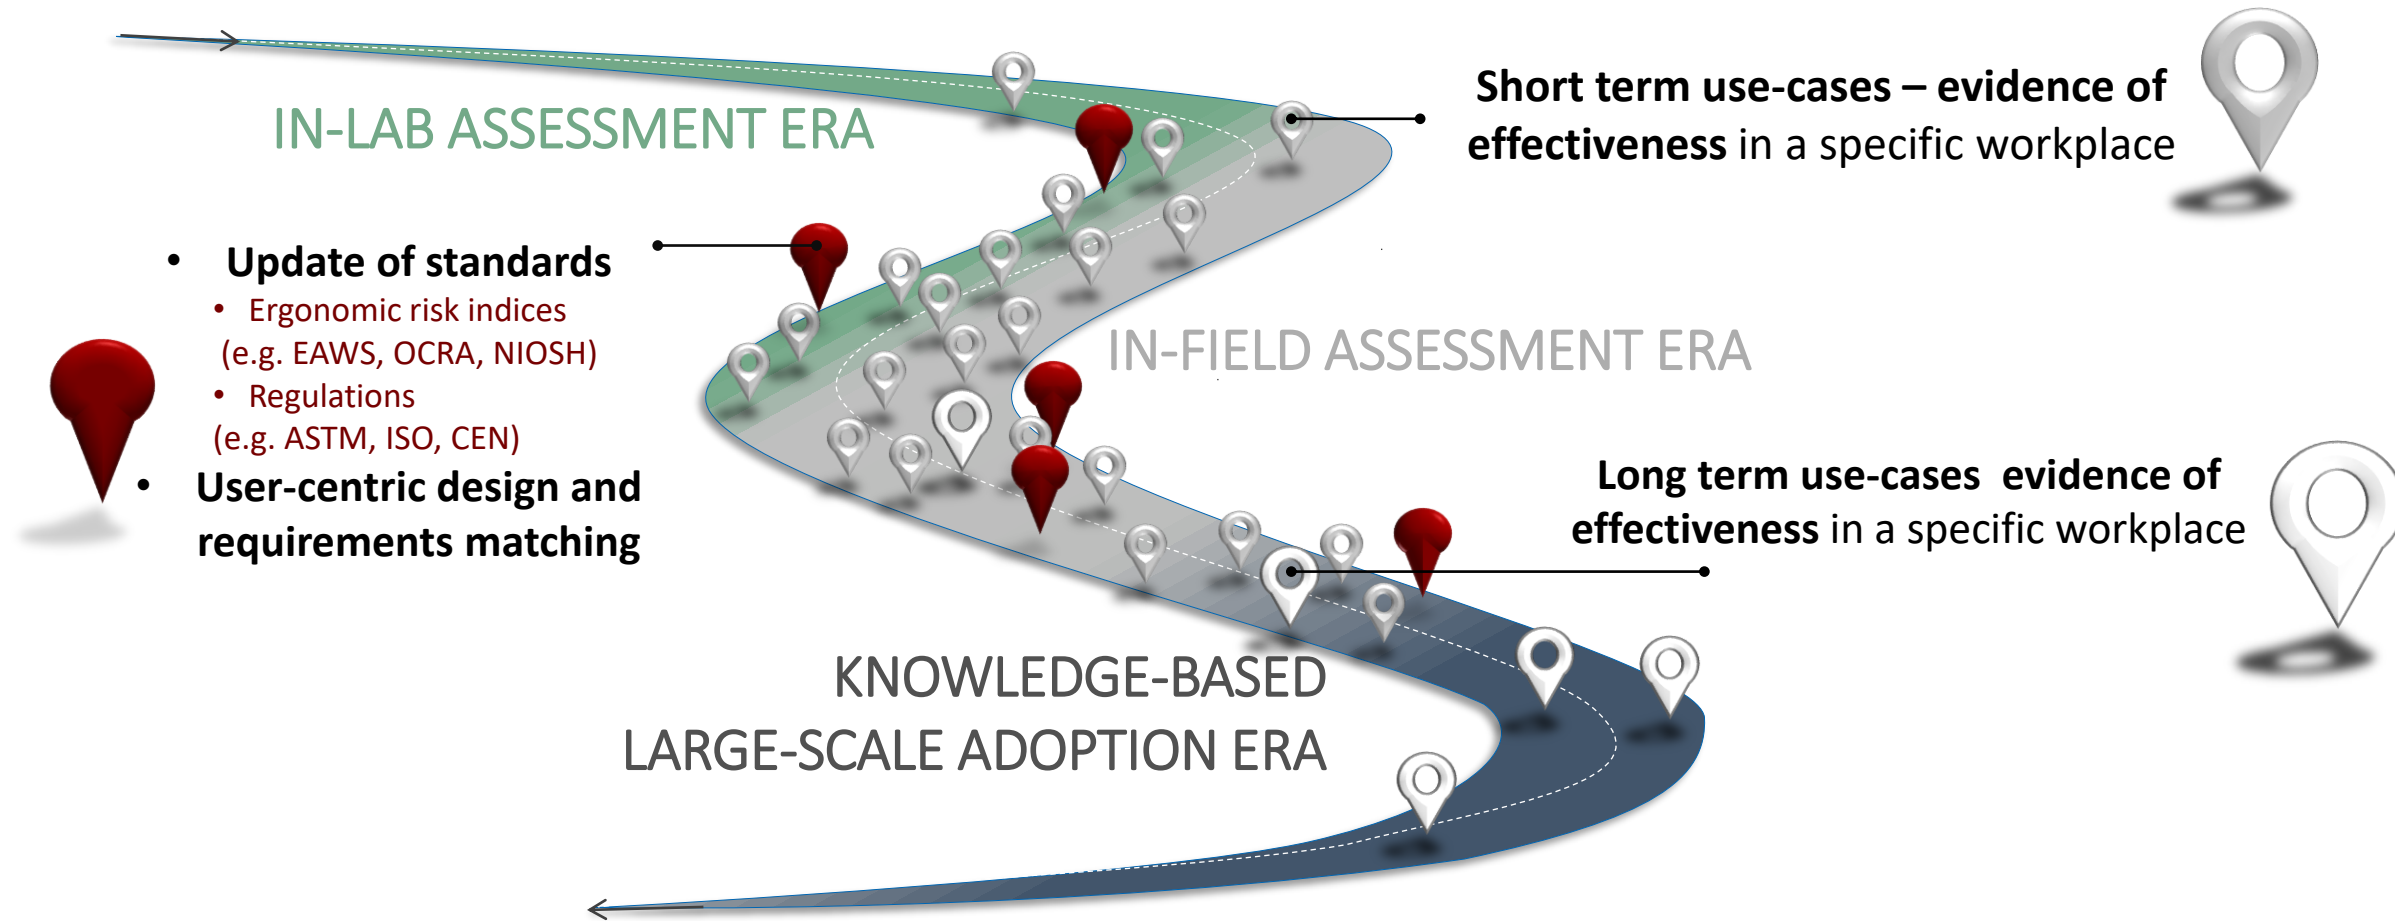 IN-LAB ASSESSMENT ERA
Short term use-cases – evidence of
effectiveness in a specific workplace
• Update of standards
• Ergonomic risk indices
(e.g. EAWS, OCRA, NIOSH)
• Regulations
(e.g. ASTM, ISO, CEN)
• User-centric design and
requirements matching
IN-FIELD ASSESSMENT ERA
Long term use-cases  evidence of
effectiveness in a specific workplace
KNOWLEDGE-BASED
LARGE-SCALE ADOPTION ERA